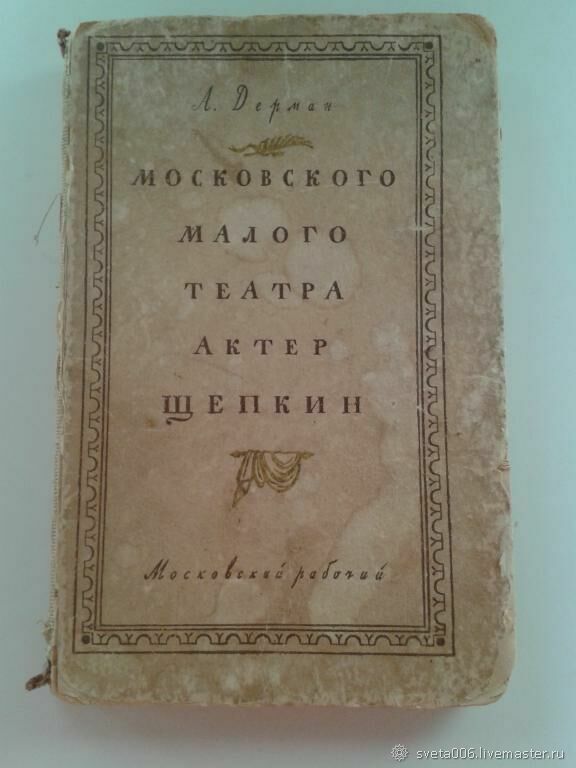 А. Дерман
МОСКОВСКОГО
МАЛОГО
ТЕАТРА
АКТЕР
ЩЕПКИН
Московский рабочий
sveta006.livemaster.ru